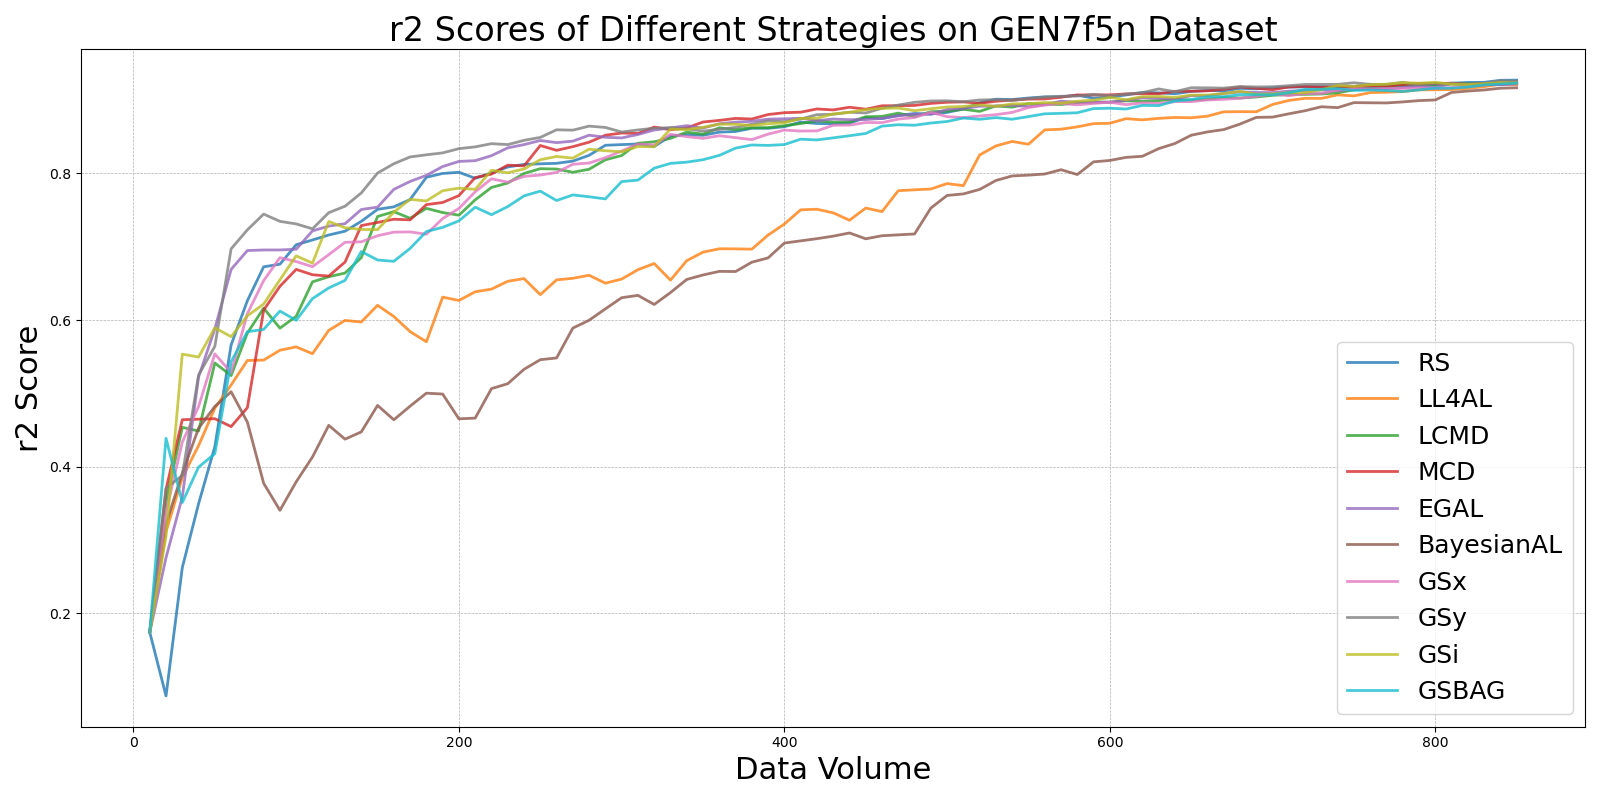 r2 Scores of Different Strategies on GEN7f5n Dataset
r2 Score
0.8
0.6
0.4
0.2
0
200
400
600
800
Data Volume
RS
LL4AL
LCMD
MCD
EGAL
BayesianAL
GSx
GSy
GSi
GSBAG